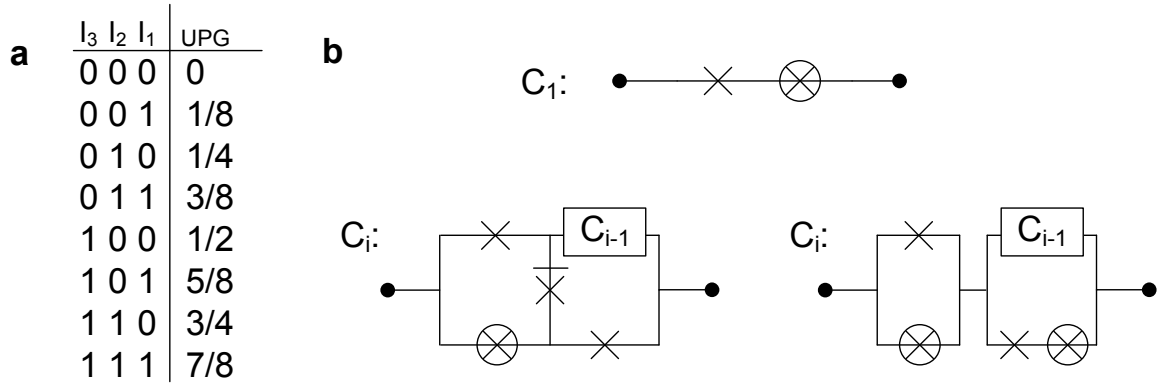 a
I₃ I₂ I₁ UPG
0 0 0 0
0 0 1 1/8
0 1 0 1/4
0 1 1 3/8
1 0 0 1/2
1 0 1 5/8
1 1 0 3/4
1 1 1 7/8
b
C₁:
Cᵢ:
Cᵢ₋₁
Cᵢ:
Cᵢ₋₁